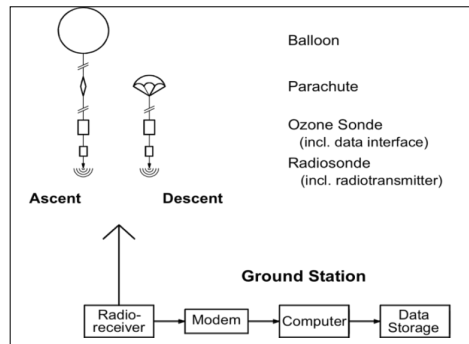 Balloon
Parachute
Ozone Sonde
(incl. data interface)
Radiosonde
(incl. radiotransmitter)
Ascent
Descent
Ground Station
Radio-
receiver
Modem
Computer
Data
Storage